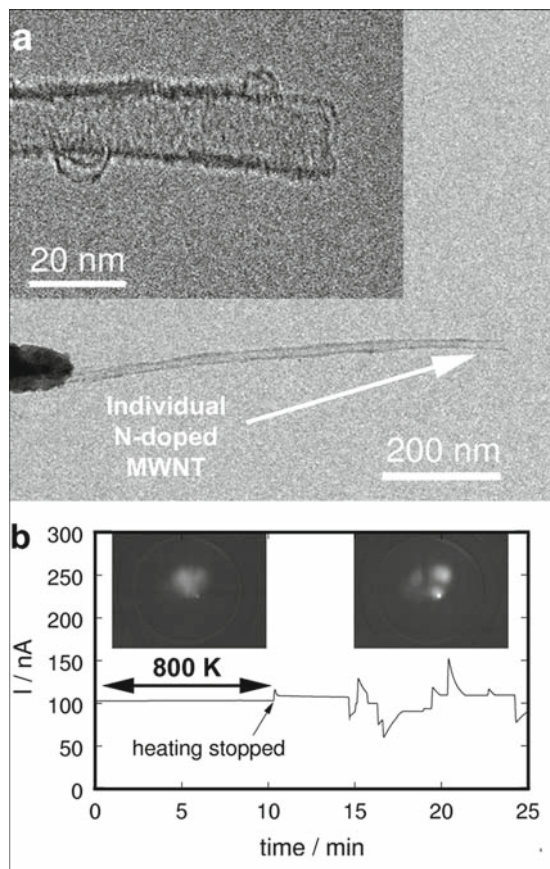 a
20 nm
Individual
N-doped
MWNT
200 nm
b
300
250
200
150
100
50
0
I / nA
800 K
heating stopped
0 5 10 15 20 25
time / min